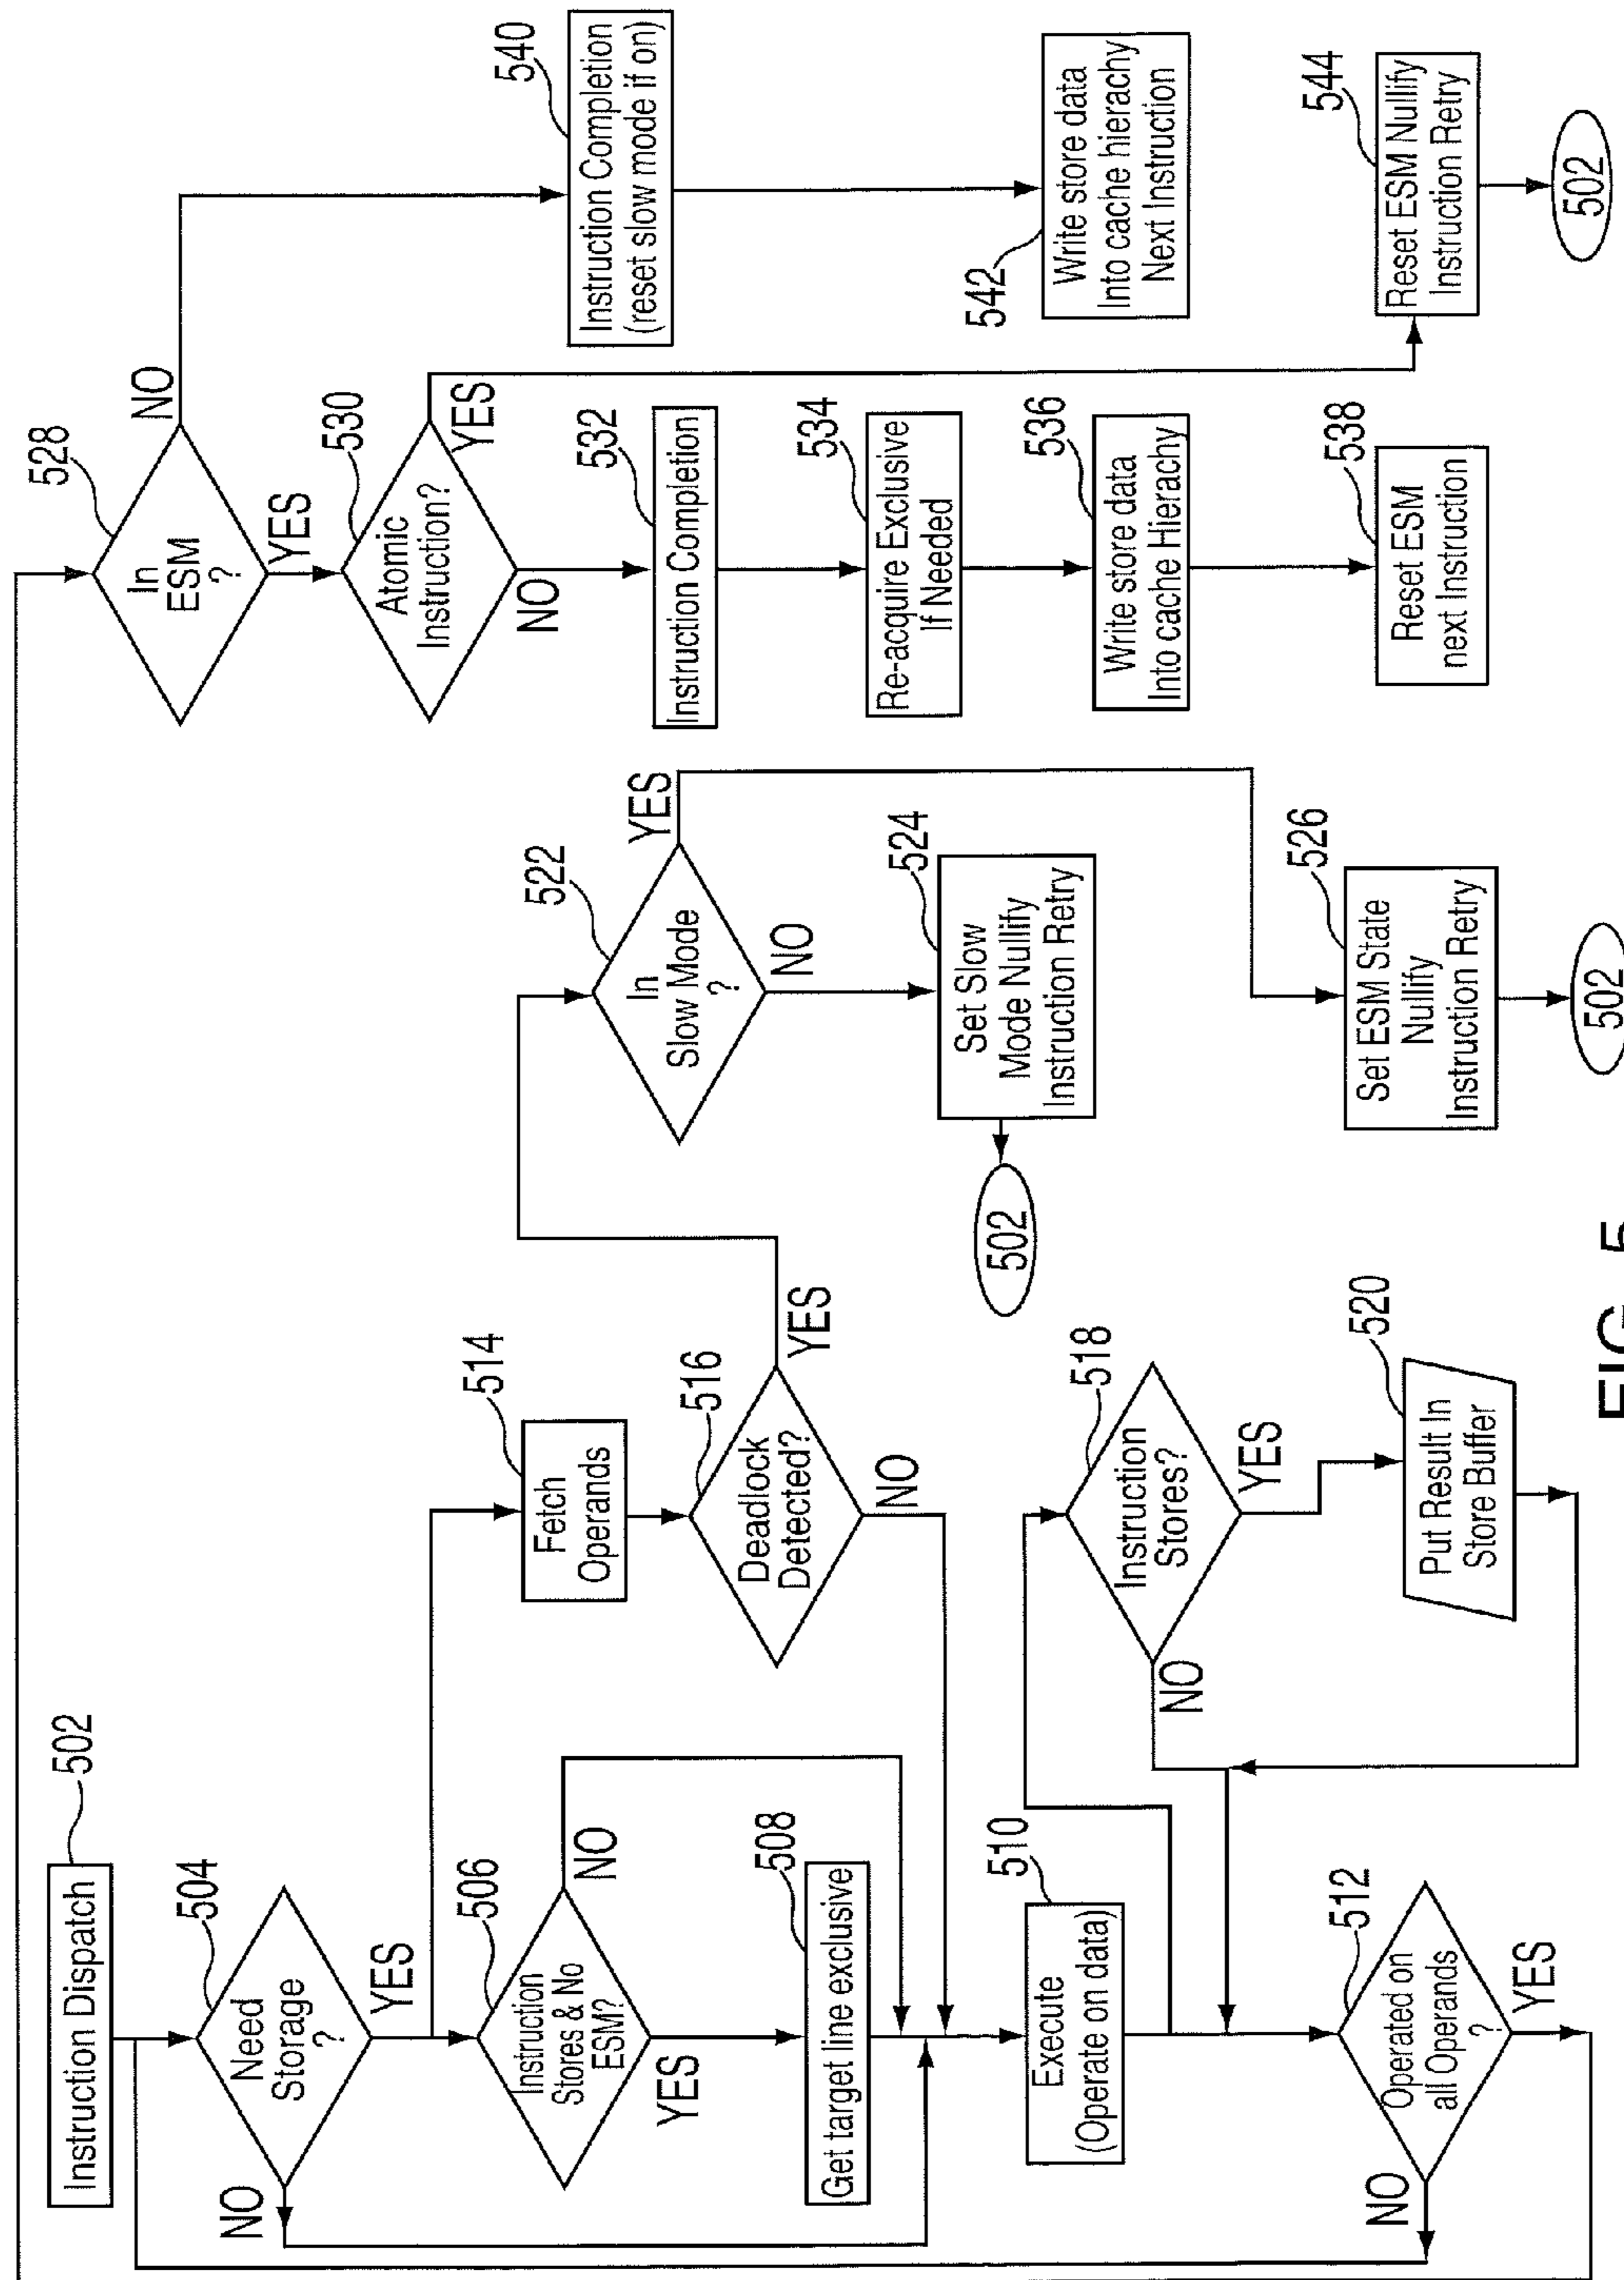 Instruction Dispatch
502
504
Need
Storage
?
NO
YES
506
Instruction
Stores & No
ESM?
NO
YES
508
Get target line exclusive
510
Execute
(Operate on data)
512
Operated on
all Operands
?
NO
YES
514
Fetch
Operands
516
Deadlock
Detected?
YES
NO
518
Instruction
Stores?
NO
YES
520
Put Result In
Store Buffer
522
In
Slow Mode
?
YES
NO
524
Set Slow
Mode Nullify
Instruction Retry
502
526
Set ESM State
Nullify
Instruction Retry
502
528
In
ESM
?
NO
YES
530
Atomic
Instruction?
YES
NO
532
Instruction Completion
534
Re-acquire Exclusive
If Needed
536
Write store data
Into cache Hierachy
538
Reset ESM
next Instruction
540
Instruction Completion
(reset slow mode if on)
542
Write store data
Into cache hierachy
Next Instruction
544
Reset ESM Nullify
Instruction Retry
502
FIG. 5